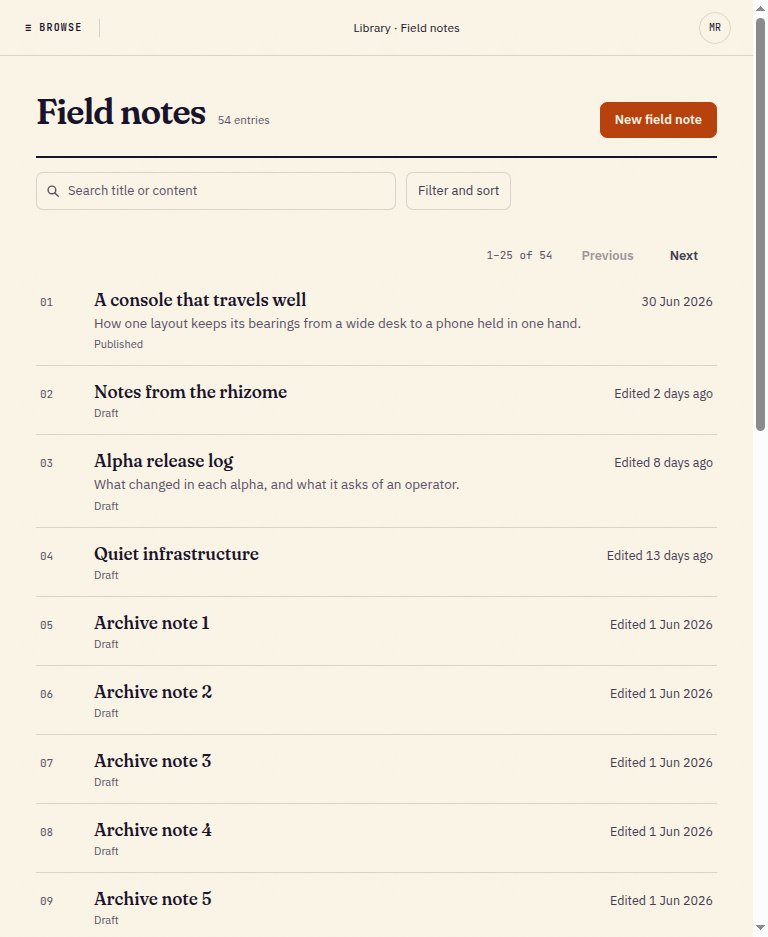 ≡ BROWSE
Library · Field notes
MR
Field notes
54 entries
New field note
Search title or content
Filter and sort
1–25 of 54
Previous
Next
01
A console that travels well
30 Jun 2026
How one layout keeps its bearings from a wide desk to a phone held in one hand.
Published
02
Notes from the rhizome
Edited 2 days ago
Draft
03
Alpha release log
Edited 8 days ago
What changed in each alpha, and what it asks of an operator.
Draft
04
Quiet infrastructure
Edited 13 days ago
Draft
05
Archive note 1
Edited 1 Jun 2026
Draft
06
Archive note 2
Edited 1 Jun 2026
Draft
07
Archive note 3
Edited 1 Jun 2026
Draft
08
Archive note 4
Edited 1 Jun 2026
Draft
09
Archive note 5
Edited 1 Jun 2026
Draft